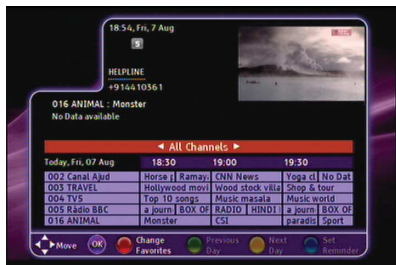 18:54, Fri, 7 Aug
5
HELPLINE
+914410361
016 ANIMAL : Monster
No Data available
◄ All Channels ►
Today, Fri, 07 Aug 18:30 19:00 19:30
002 Canal Ajud Horse p Ramay CNN News Yoga cl No Dat
003 TRAVEL Hollywood movi Wood stock villa Shop & tour
004 TV5 Top 10 songs Music masala Music world
005 Radio BBC a journ BOX OF RADIO HINDI a journ BOX OF
016 ANIMAL Monster CSI paradis Sport
Move OK Change Favorites Previous Day Next Day Set Reminder